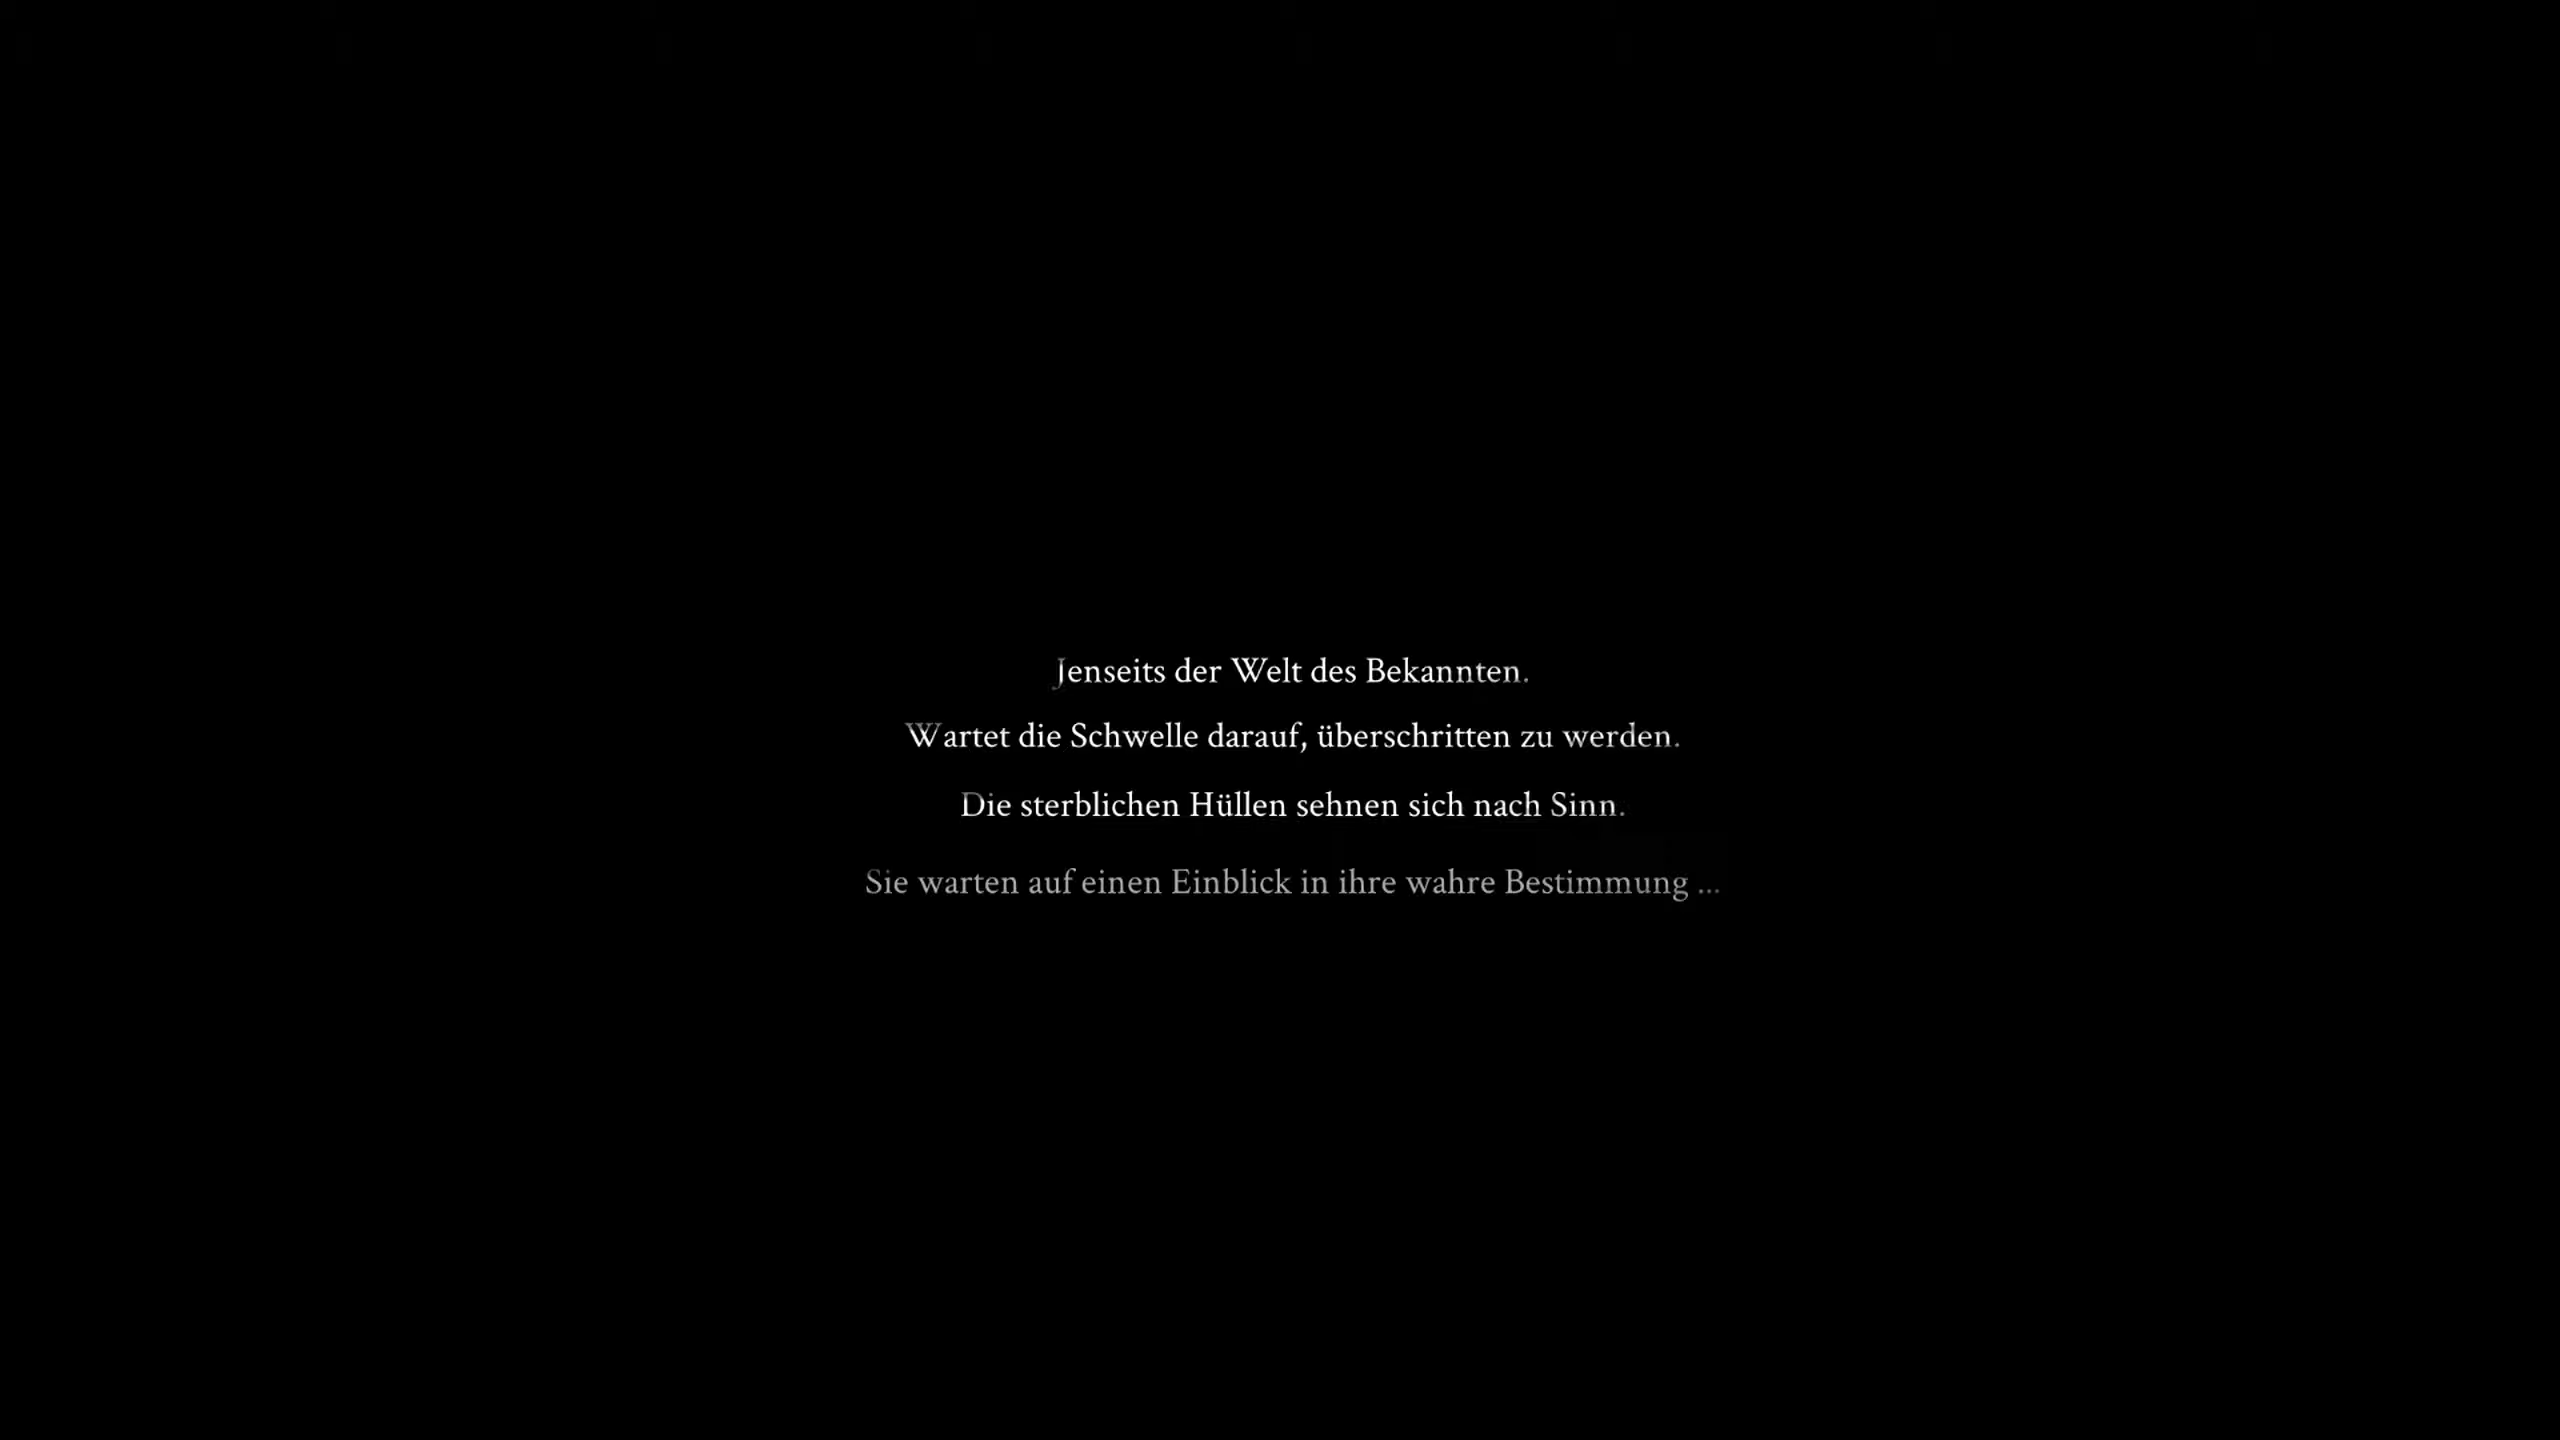 Jenseits der Welt des Bekannten.
Wartet die Schwelle darauf, überschritten zu werden.
Die sterblichen Hüllen sehnen sich nach Sinn.
Sie warten auf einen Einblick in ihre wahre Bestimmung ...